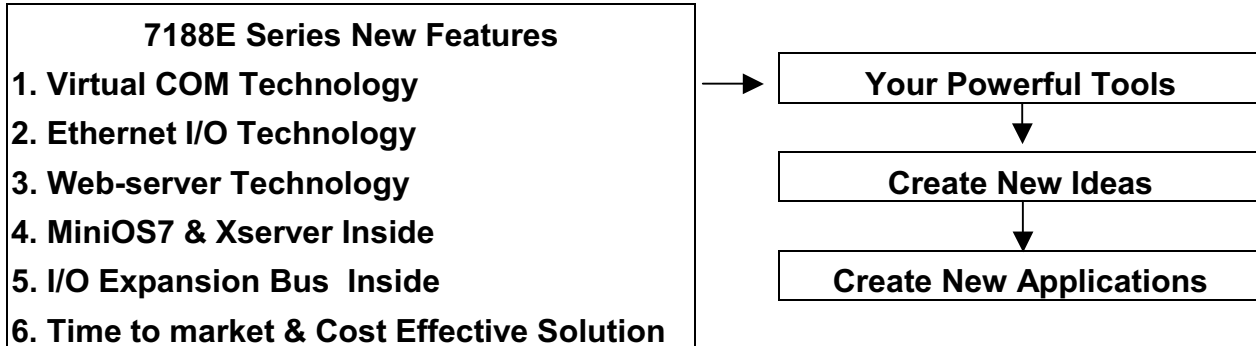 7188E Series New Features
1. Virtual COM Technology
2. Ethernet I/O Technology
3. Web-server Technology
4. MiniOS7 & Xserver Inside
5. I/O Expansion Bus Inside
6. Time to market & Cost Effective Solution
Your Powerful Tools
Create New Ideas
Create New Applications